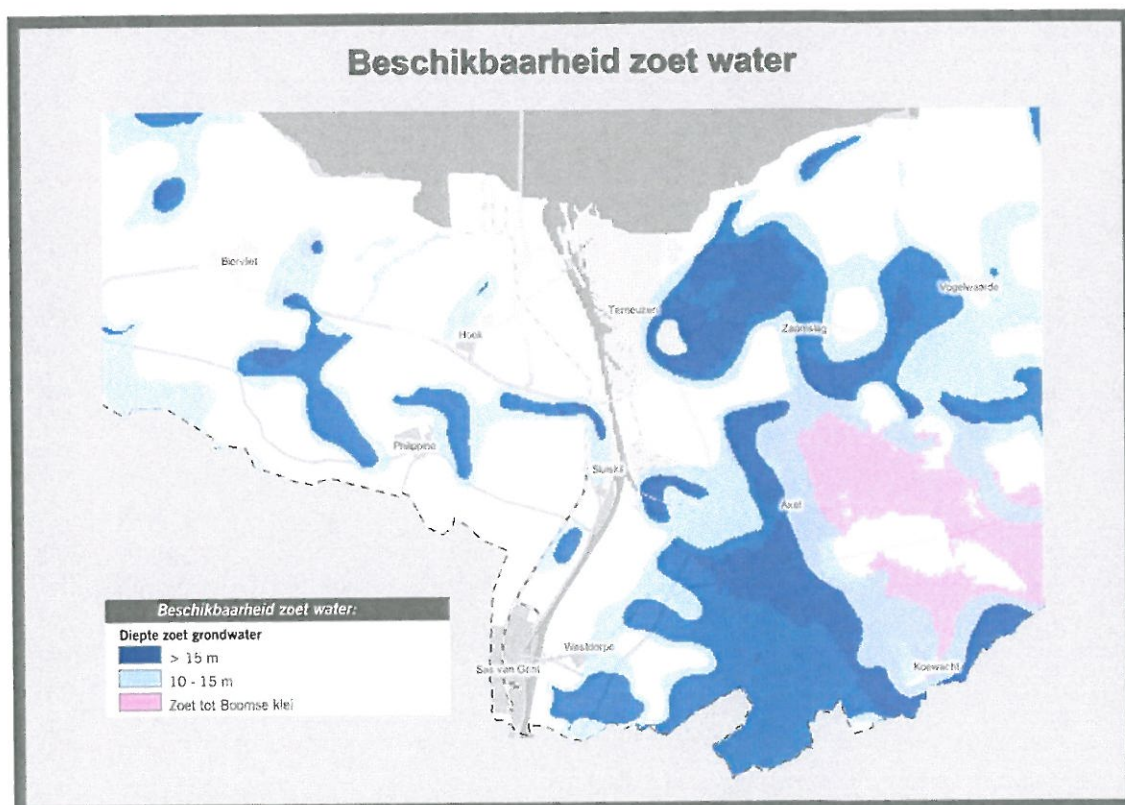 Beschikbaarheid zoet water
Biervliet
Hoek
Terneuzen
Zaamslag
Vogelwaarde
Philippine
Sluiskil
Axel
Westdorpe
Sas van Gent
Koewacht
Beschikbaarheid zoet water:
Diepte zoet grondwater
> 15 m
10 - 15 m
Zoet tot Boomse klei